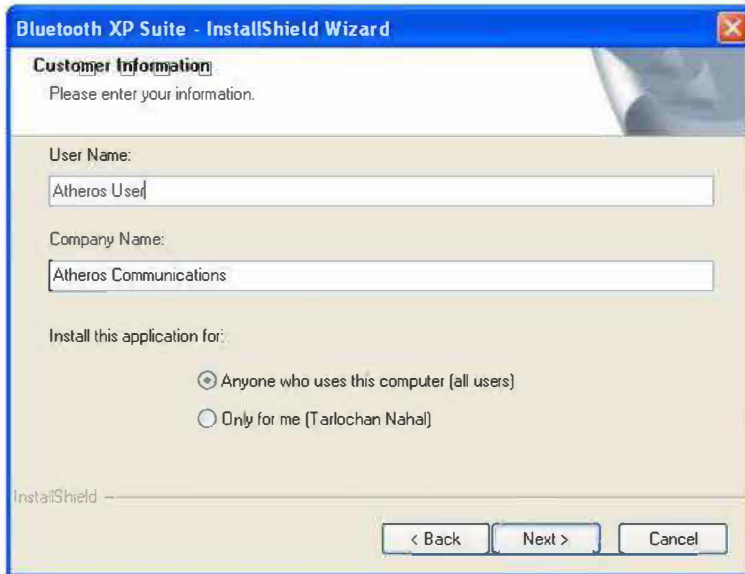 Bluetooth XP Suite - InstallShield Wizard
Customer Information
Please enter your information.
User Name:
Atheros User
Company Name:
Atheros Communications
Install this application for:
Anyone who uses this computer (all users)
Only for me (Tarlochan Nahal)
InstallShield
< Back Next > Cancel